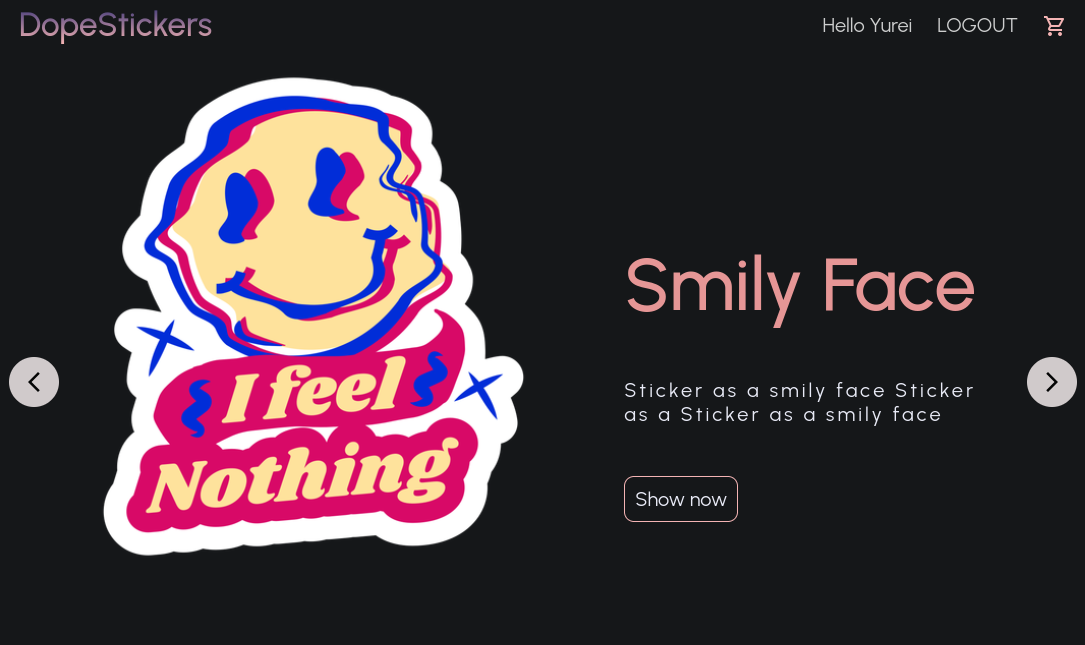 DopeStickers
Hello Yurei
LOGOUT
I feel
Nothing
Smily Face
Sticker as a smily face Sticker
as a Sticker as a smily face
Show now